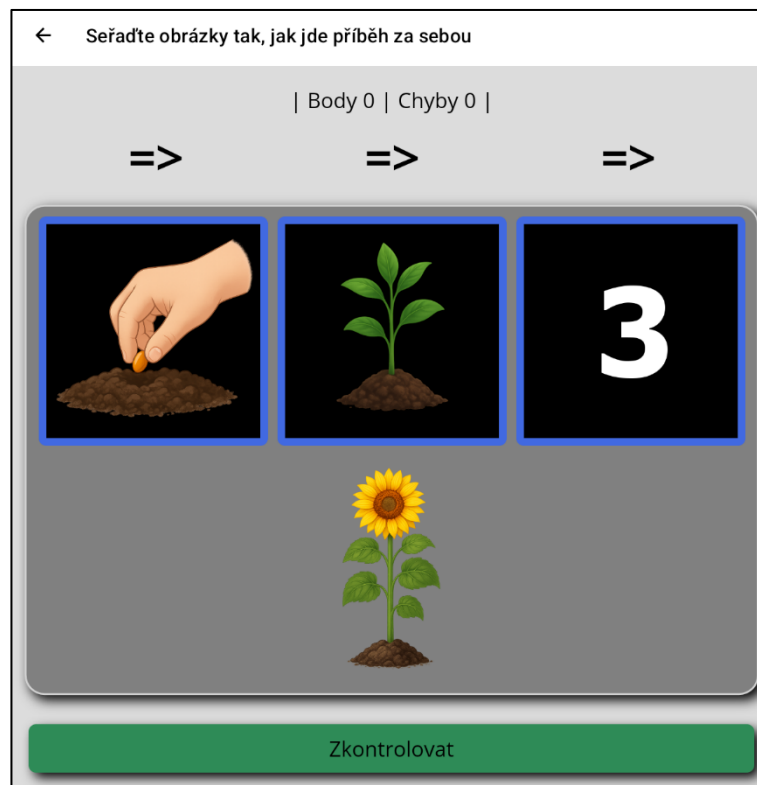 ← Seřaďte obrázky tak, jak jde příběh za sebou
| Body 0 | Chyby 0 |
=> => =>
3
Zkontrolovat